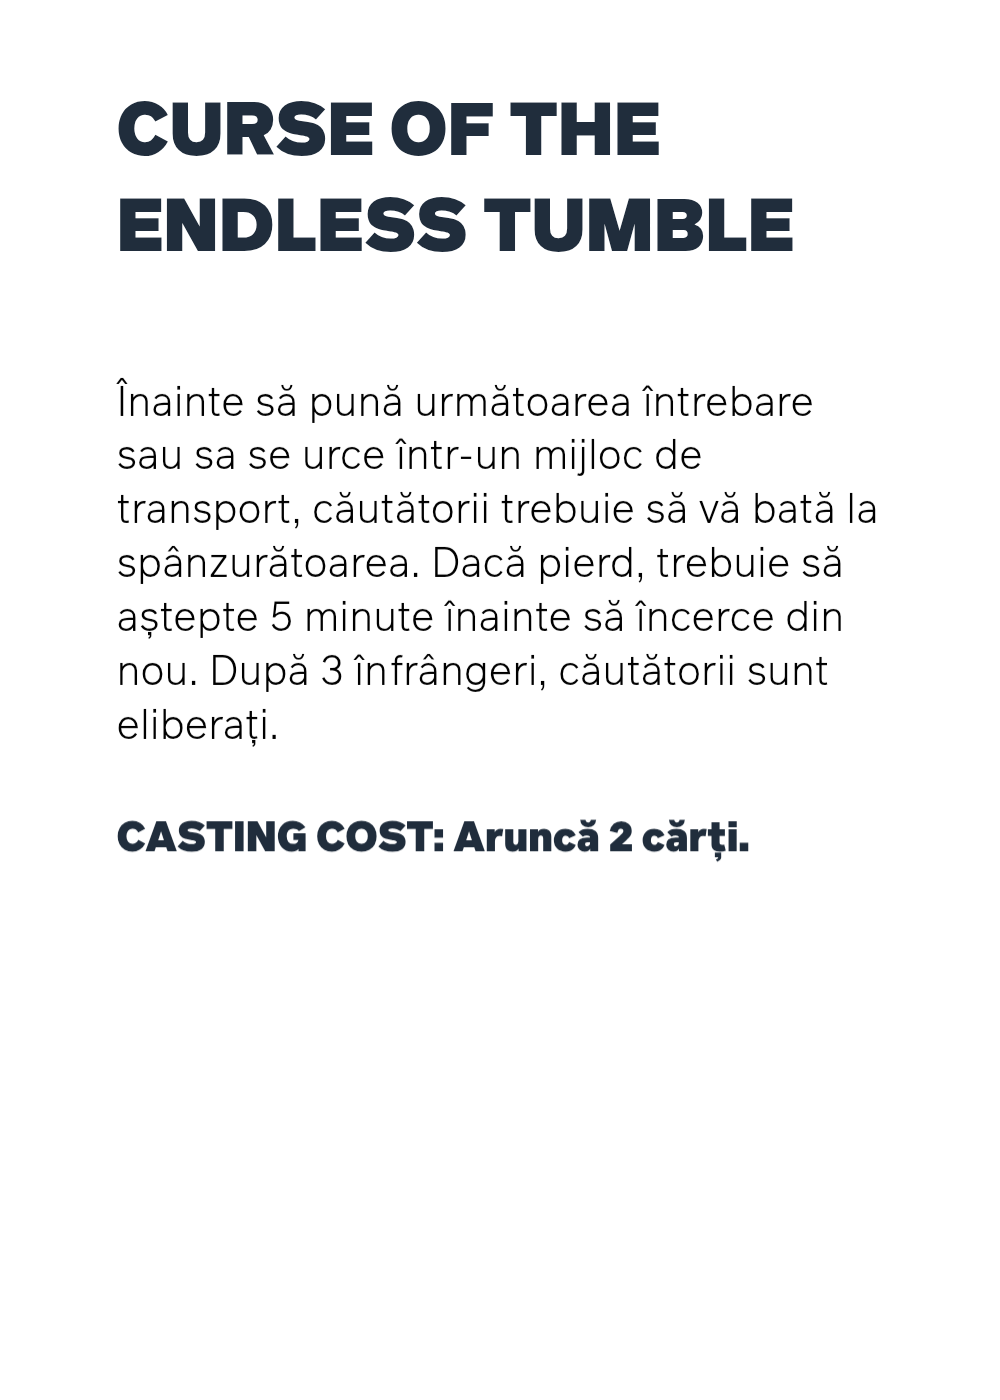 CURSE OF THE
ENDLESS TUMBLE
Înainte să pună următoarea întrebare
sau sa se urce într-un mijloc de
transport, căutătorii trebuie să vă bată la
spânzurătoarea. Dacă pierd, trebuie să
aștepte 5 minute înainte să încerce din
nou. După 3 înfrângeri, căutătorii sunt
eliberați.
CASTING COST: Aruncă 2 cărți.